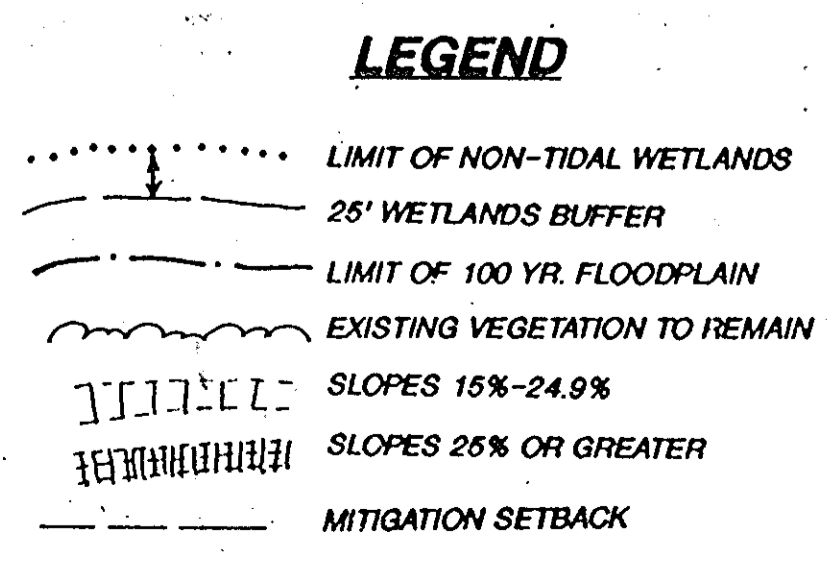 LEGEND
LIMIT OF NON-TIDAL WETLANDS
25' WETLANDS BUFFER
LIMIT OF 100 YR. FLOODPLAIN
EXISTING VEGETATION TO REMAIN
SLOPES 15%-24.9%
SLOPES 25% OR GREATER
MITIGATION SETBACK